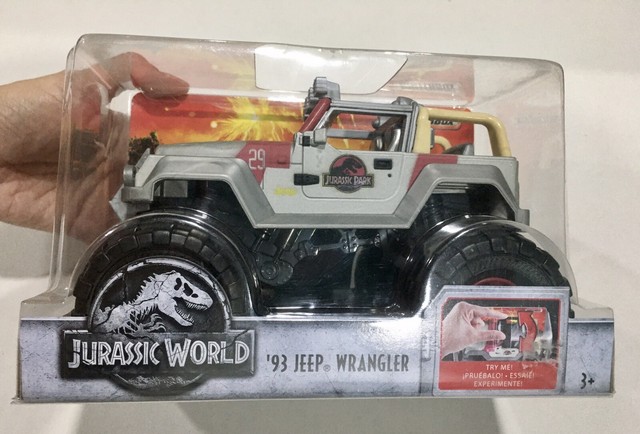 29
JURASSIC PARK
JURASSIC WORLD
'93 JEEP® WRANGLER
TRY ME!
¡PRUÉBALO! • ESSAIE!
EXPERIMENTE!
3+